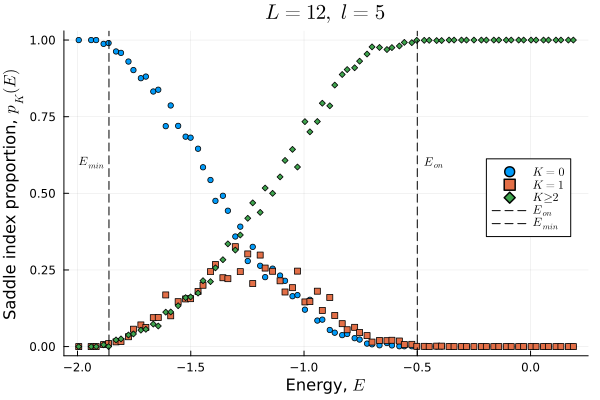 L = 12, l = 5
Saddle index proportion, p_K(E)
1.00
0.75
0.50
0.25
0.00
E_min
E_on
K = 0
K = 1
K≥2
E_on
E_min
−2.0 −1.5 −1.0 −0.5 0.0
Energy, E